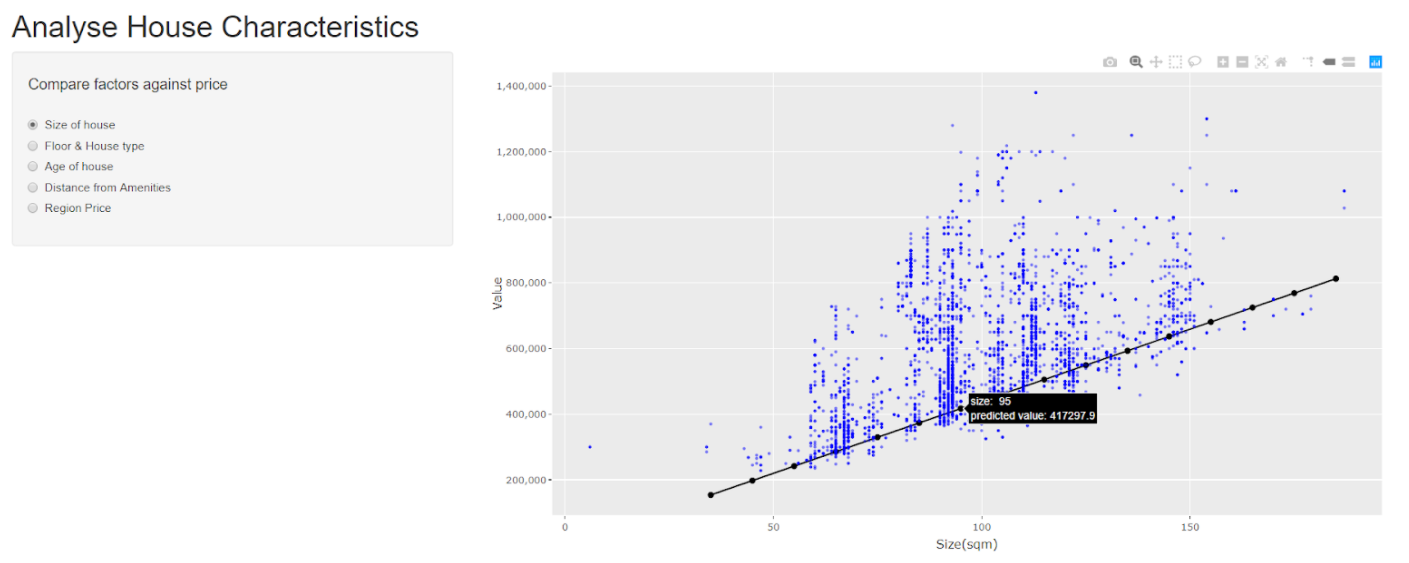 Analyse House Characteristics
Compare factors against price
Size of house
Floor & House type
Age of house
Distance from Amenities
Region Price
Value
1,400,000
1,200,000
1,000,000
800,000
600,000
400,000
200,000
size: 95
predicted value: 417297.9
0
50
100
150
Size(sqm)